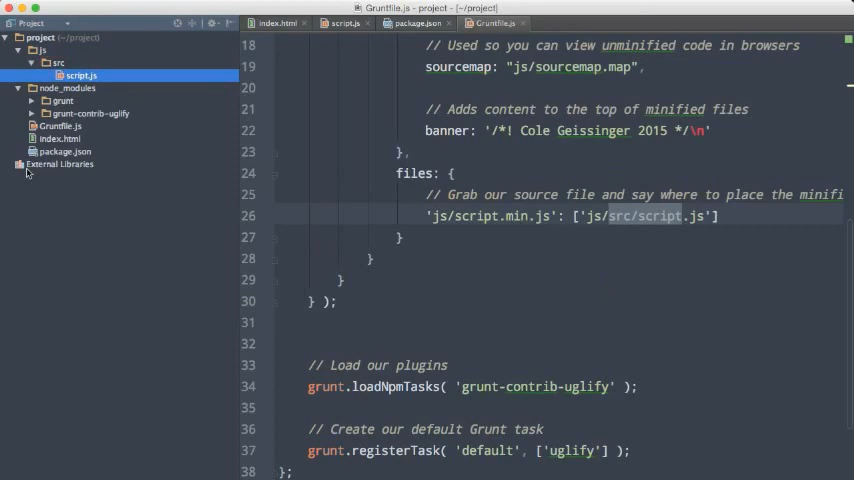 Gruntfile.js - project - [~/project]
Project
index.html
script.js
package.json
Gruntfile.js
project (~/project)
js
src
script.js
node_modules
grunt
grunt-contrib-uglify
Gruntfile.js
index.html
package.json
External Libraries
18 // Used so you can view unminified code in browsers
19 sourcemap: "js/sourcemap.map",
20
21 // Adds content to the top of minified files
22 banner: '/*! Cole Geissinger 2015 */\n'
23 },
24 files: {
25 // Grab our source file and say where to place the minifi
26 'js/script.min.js': ['js/src/script.js']
27 }
28 }
29 }
30 } );
31
32
33 // Load our plugins
34 grunt.loadNpmTasks( 'grunt-contrib-uglify' );
35
36 // Create our default Grunt task
37 grunt.registerTask( 'default', ['uglify'] );
38 };